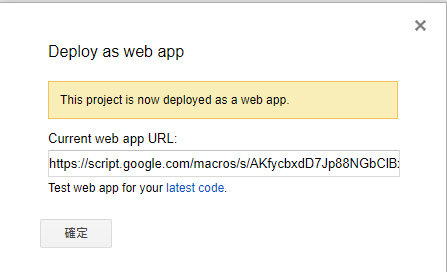 Deploy as web app
This project is now deployed as a web app.
Current web app URL:
https://script.google.com/macros/s/AKfycbxdD7Jp88NGbClB:
Test web app for your latest code.
確定